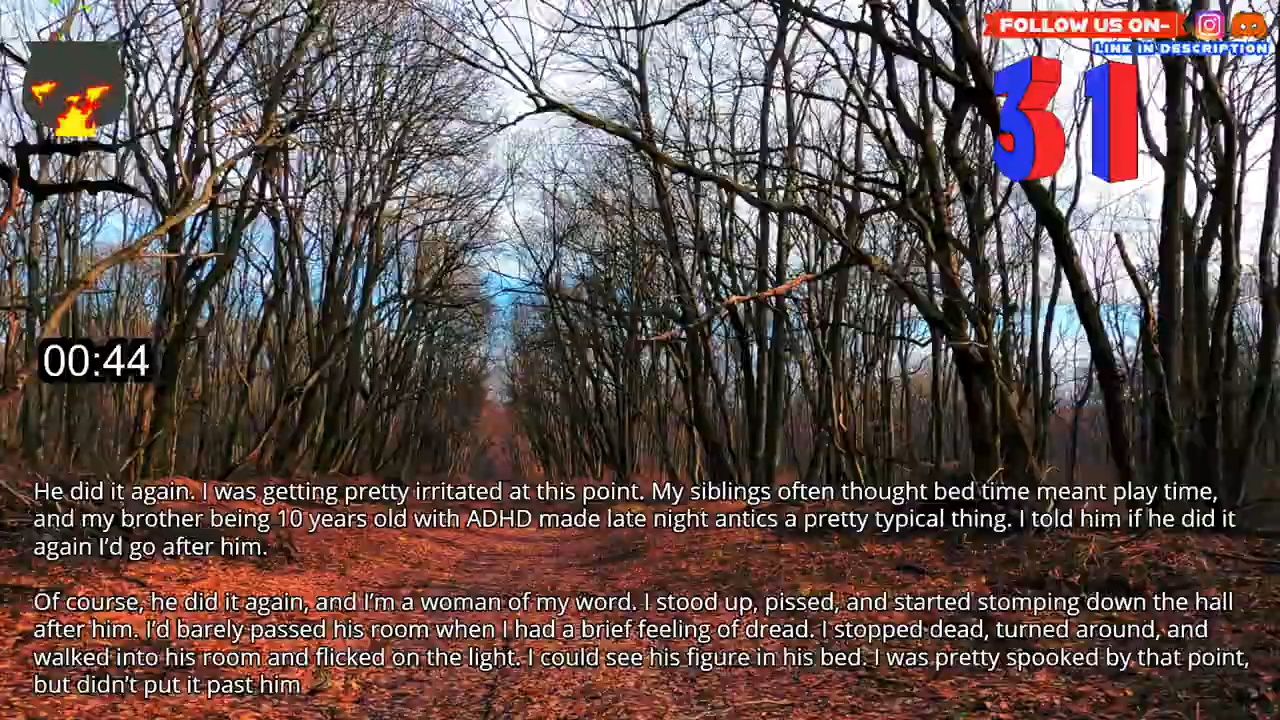 FOLLOW US ON-
LINK IN DESCRIPTION
31
00:44
He did it again. I was getting pretty irritated at this point. My siblings often thought bed time meant play time,
and my brother being 10 years old with ADHD made late night antics a pretty typical thing. I told him if he did it
again I’d go after him.
Of course, he did it again, and I’m a woman of my word. I stood up, pissed, and started stomping down the hall
after him. I’d barely passed his room when I had a brief feeling of dread. I stopped dead, turned around, and
walked into his room and flicked on the light. I could see his figure in his bed. I was pretty spooked by that point,
but didn’t put it past him